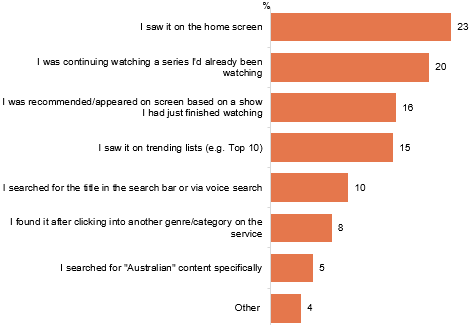 %
I saw it on the home screen
23
I was continuing watching a series I'd already been
watching
20
I was recommended/appeared on screen based on a show
I had just finished watching
16
I saw it on trending lists (e.g. Top 10)
15
I searched for the title in the search bar or via voice search
10
I found it after clicking into another genre/category on the
service
8
I searched for "Australian" content specifically
5
Other
4